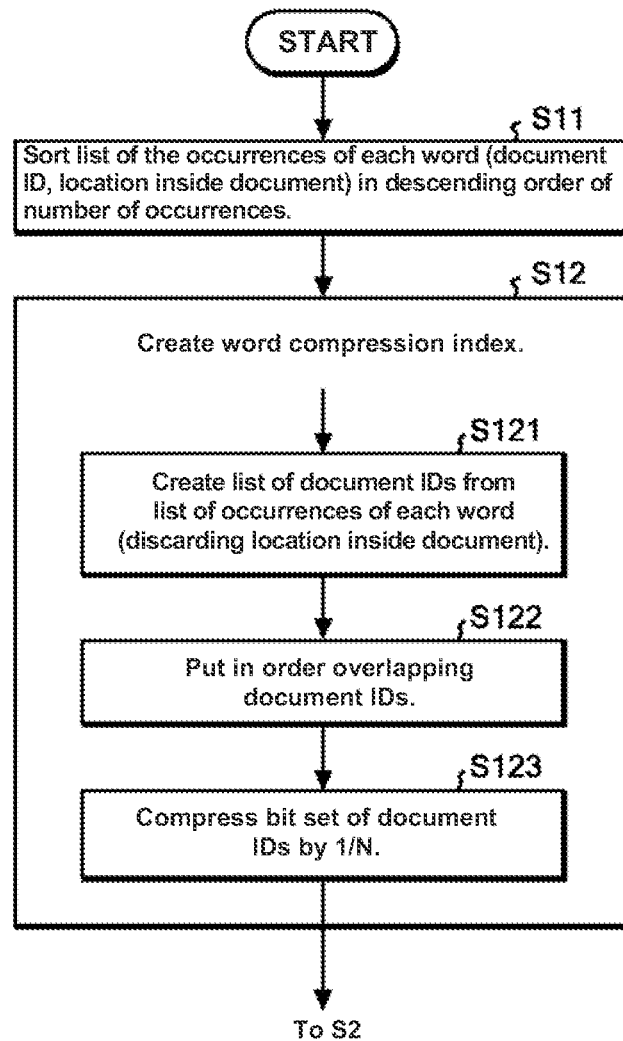 START
S11
Sort list of the occurrences of each word (document
ID, location inside document) in descending order of
number of occurrences.
S12
Create word compression index.
S121
Create list of document IDs from
list of occurrences of each word
(discarding location inside document).
S122
Put in order overlapping
document IDs.
S123
Compress bit set of document
IDs by 1/N.
To S2